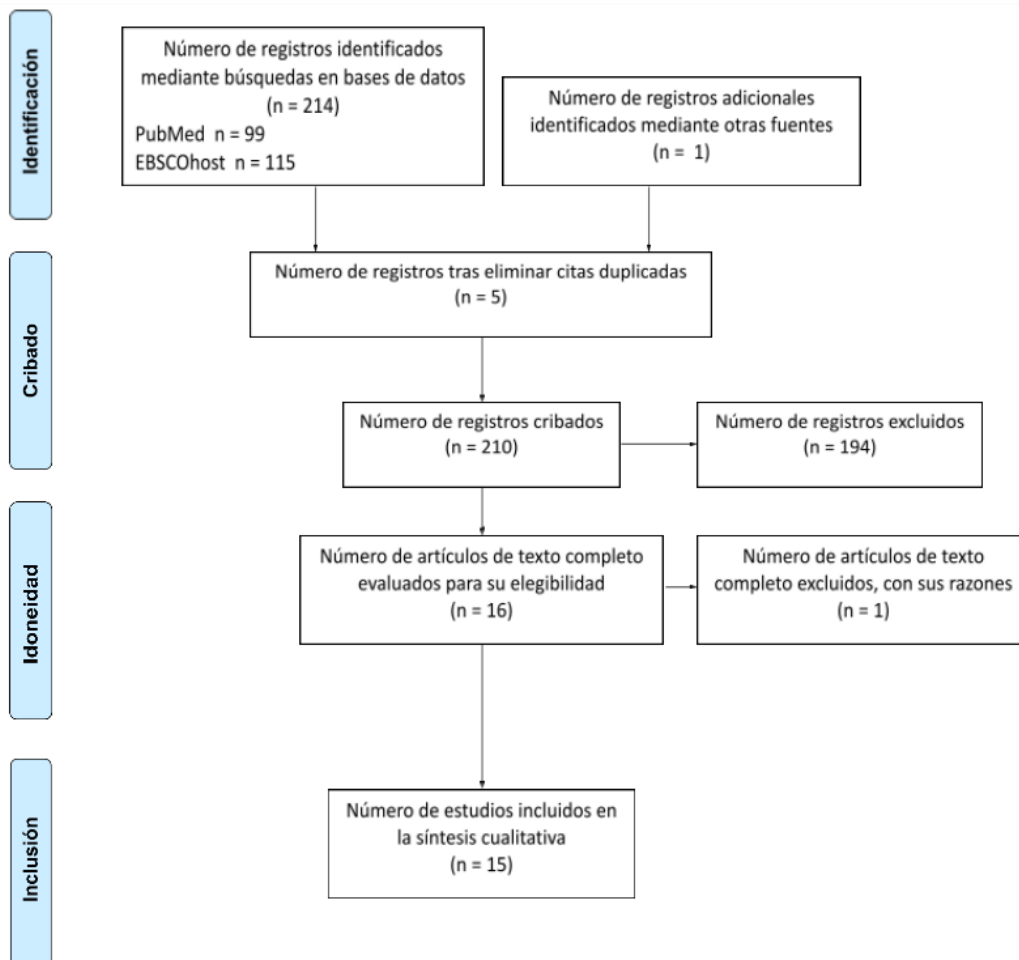 Identificación
Número de registros identificados
mediante búsquedas en bases de datos
(n = 214)
PubMed n = 99
EBSCOhost n = 115
Número de registros adicionales
identificados mediante otras fuentes
(n = 1)
Cribado
Número de registros tras eliminar citas duplicadas
(n = 5)
Número de registros cribados
(n = 210)
Número de registros excluidos
(n = 194)
Idoneidad
Número de artículos de texto completo
evaluados para su elegibilidad
(n = 16)
Número de artículos de texto
completo excluidos, con sus razones
(n = 1)
Inclusión
Número de estudios incluidos en
la síntesis cualitativa
(n = 15)